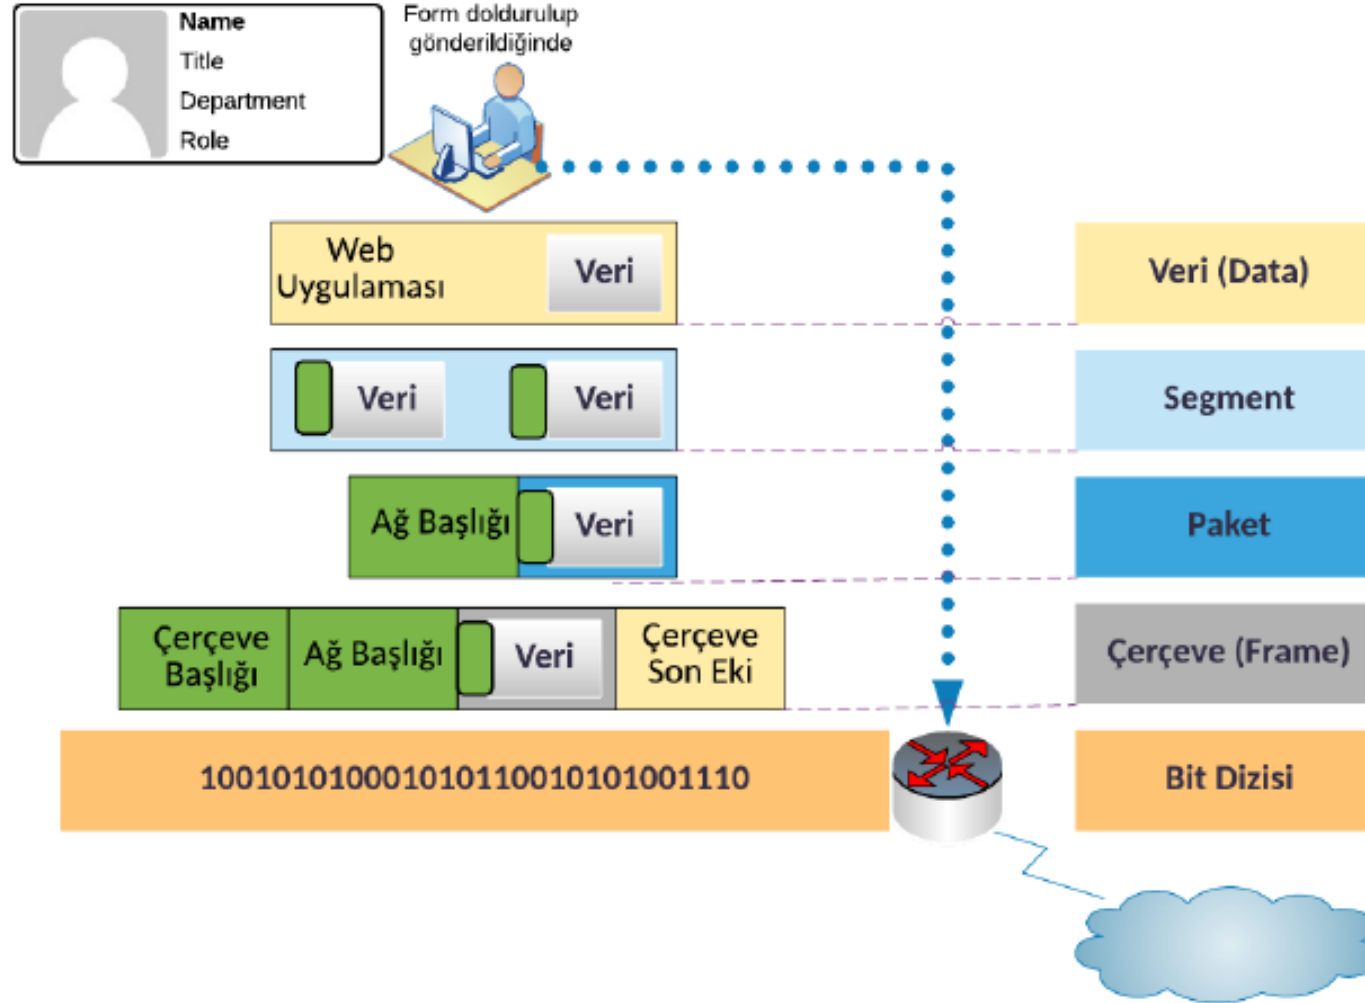 Name
Title
Department
Role
Form doldurulup
gönderildiğinde
Web
Uygulaması
Veri
Veri (Data)
Veri
Veri
Segment
Ağ Başlığı
Veri
Paket
Çerçeve
Başlığı
Ağ Başlığı
Veri
Çerçeve
Son Eki
Çerçeve (Frame)
100101010001010110010101001110
Bit Dizisi